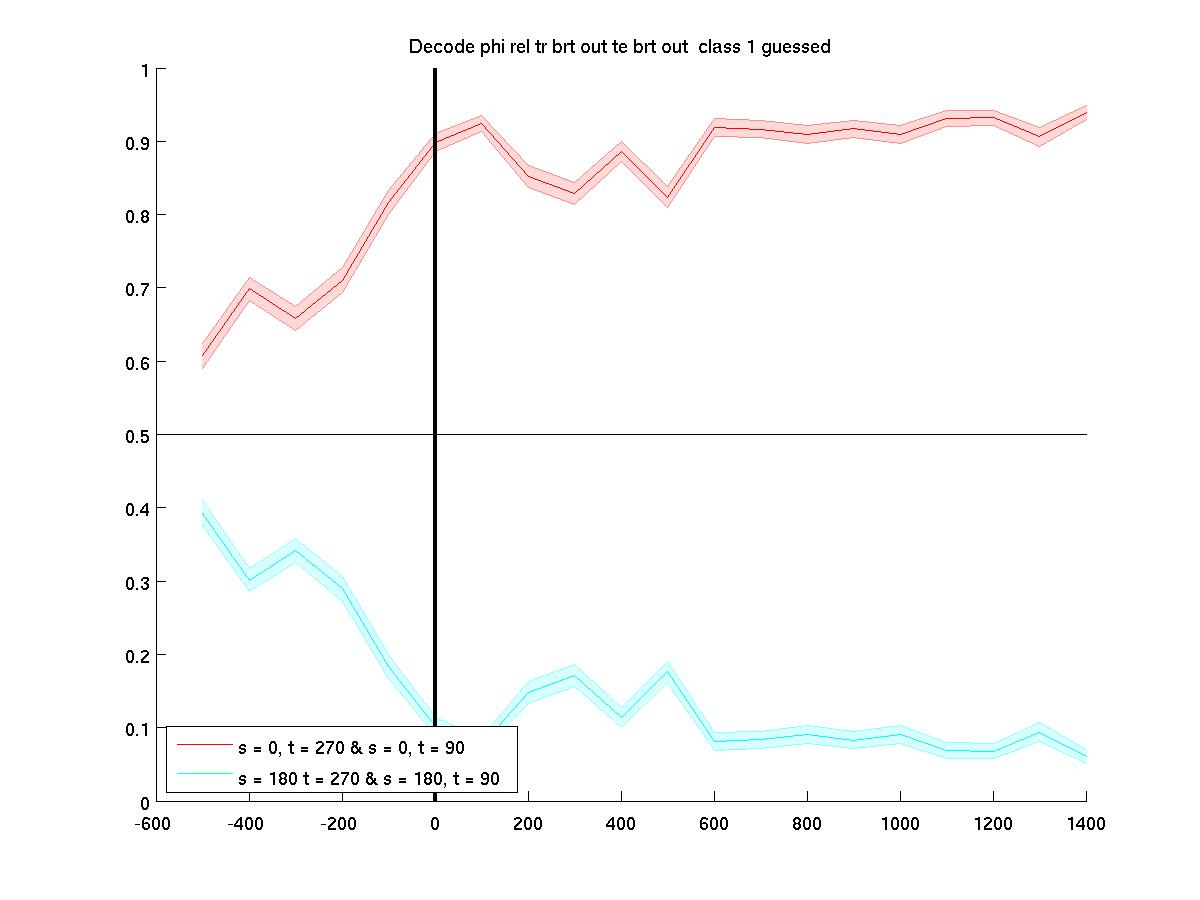 Decode phi rel tr brt out te brt out class 1 guessed
1
0.9
0.8
0.7
0.6
0.5
0.4
0.3
0.2
0.1
0
s = 0, t = 270 & s = 0, t = 90
s = 180 t = 270 & s = 180, t = 90
-600 -400 -200 0 200 400 600 800 1000 1200 1400